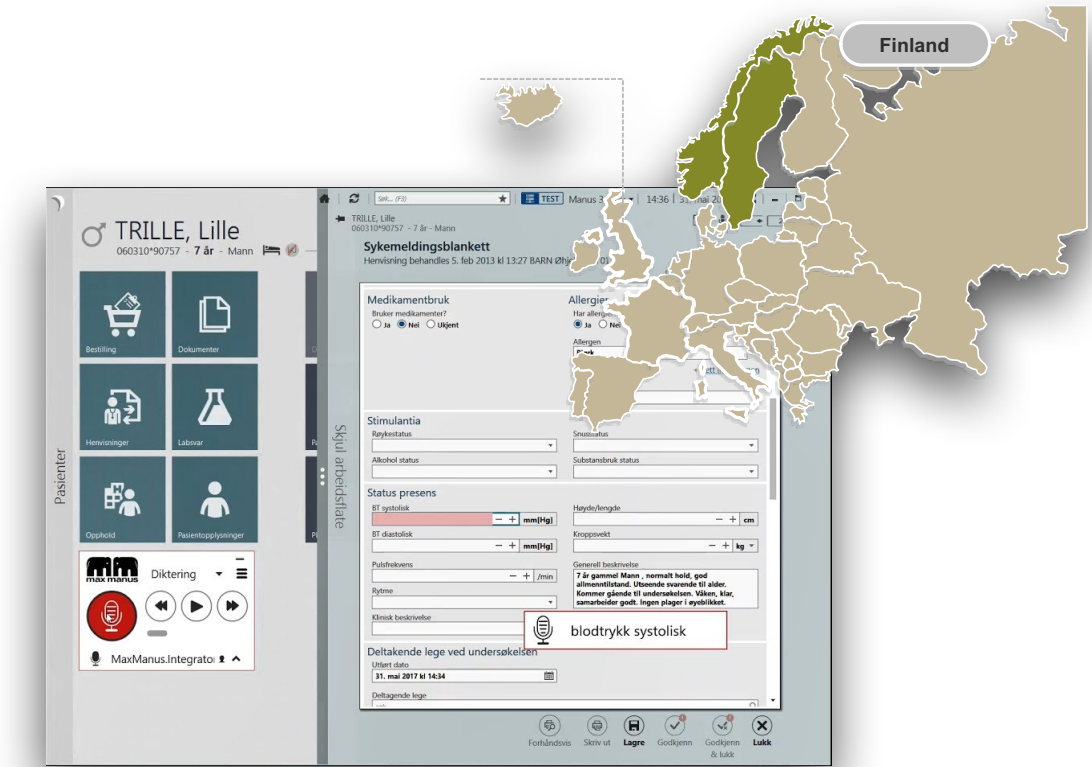 Finland
TRILLE, Lille
060310*90757 - 7 år - Mann
Bestilling
Dokumenter
Henvisninger
Labsvar
Opphold
Pasientopplysninger
Pasienter
max manus
Diktering
MaxManus.Integrator
Skjul arbeidsflate
Søk... (F3)
TEST
Manus 3
14:36
TRILLE, Lille
060310*90757 - 7 år - Mann
Sykemeldingsblankett
Henvisning behandles 5. feb 2013 kl 13:27 BARN
Medikamentbruk
Bruker medikamenter?
Ja Nei Ukjent
Allergier
Ja Nei
Allergen
Stimulantia
Røykestatus
Snusstatus
Alkohol status
Substansbruk status
Status presens
BT systolisk
mm[Hg]
Høyde/lengde
cm
BT diastolisk
mm[Hg]
Kroppsvekt
kg
Pulsfrekvens
/min
Generell beskrivelse
7 år gammel Mann , normalt hold, god
allmenntilstand. Utseende svarende til alder.
Kommer gående til undersøkelsen. Våken, klar,
samarbeider godt. Ingen plager i øyeblikket.
Rytme
Klinisk beskrivelse
blodtrykk systolisk
Deltakende lege ved undersøkelsen
Utført dato
31. mai 2017 kl 14:34
Deltagende lege
Forhåndsvis
Skriv ut
Lagre
Godkjenn
Godkjenn
& lukk
Lukk